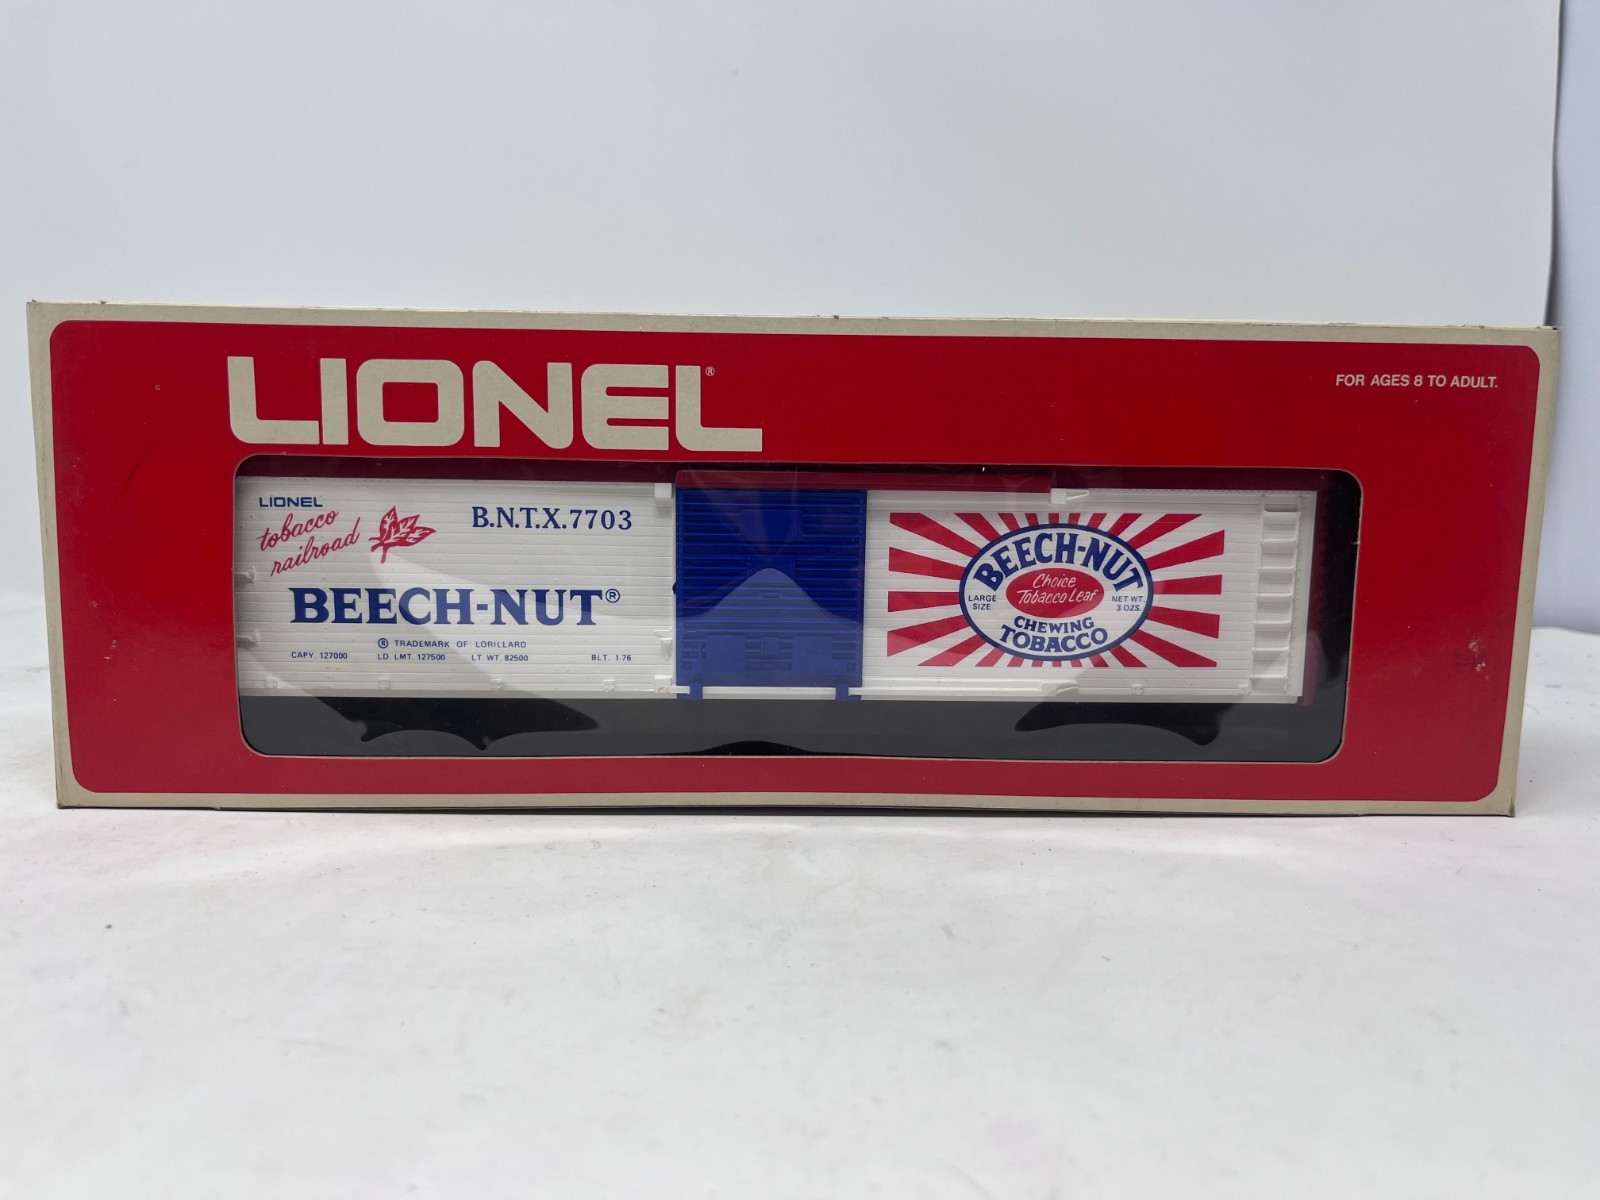 LIONEL®
FOR AGES 8 TO ADULT.
LIONEL
tobacco
railroad
B.N.T.X.7703
BEECH-NUT®
® TRADEMARK OF LORILLARD
CAPY. 127000 LD. LMT. 127500 LT. WT. 82500 BLT. 1-76
BEECH-NUT
Choice
Tobacco Leaf
LARGE
SIZE
NET WT.
3 OZS.
CHEWING
TOBACCO